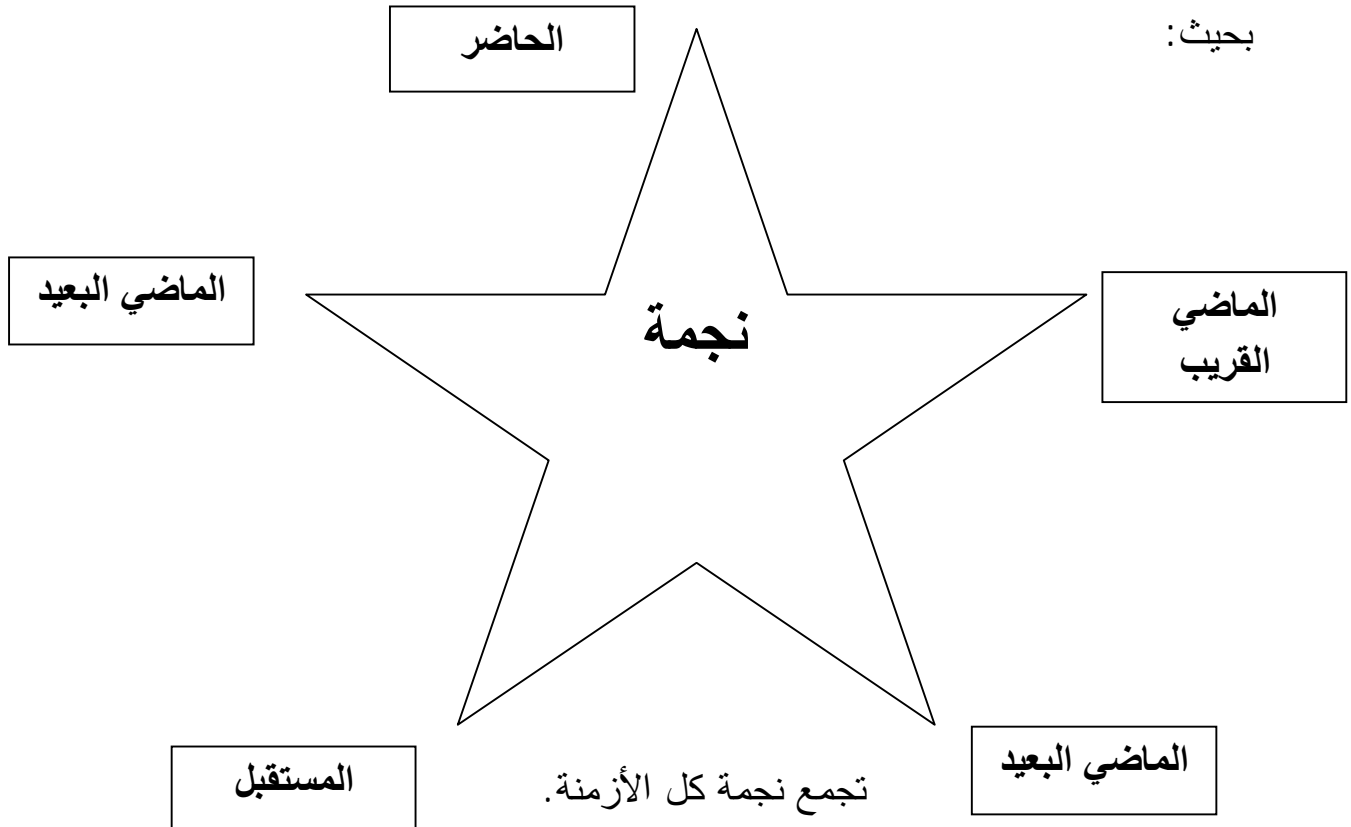 بحيث:
الحاضر
الماضي
القريب
الماضي البعيد
نجمة
الماضي البعيد
تجمع نجمة كل الأزمنة.
المستقبل